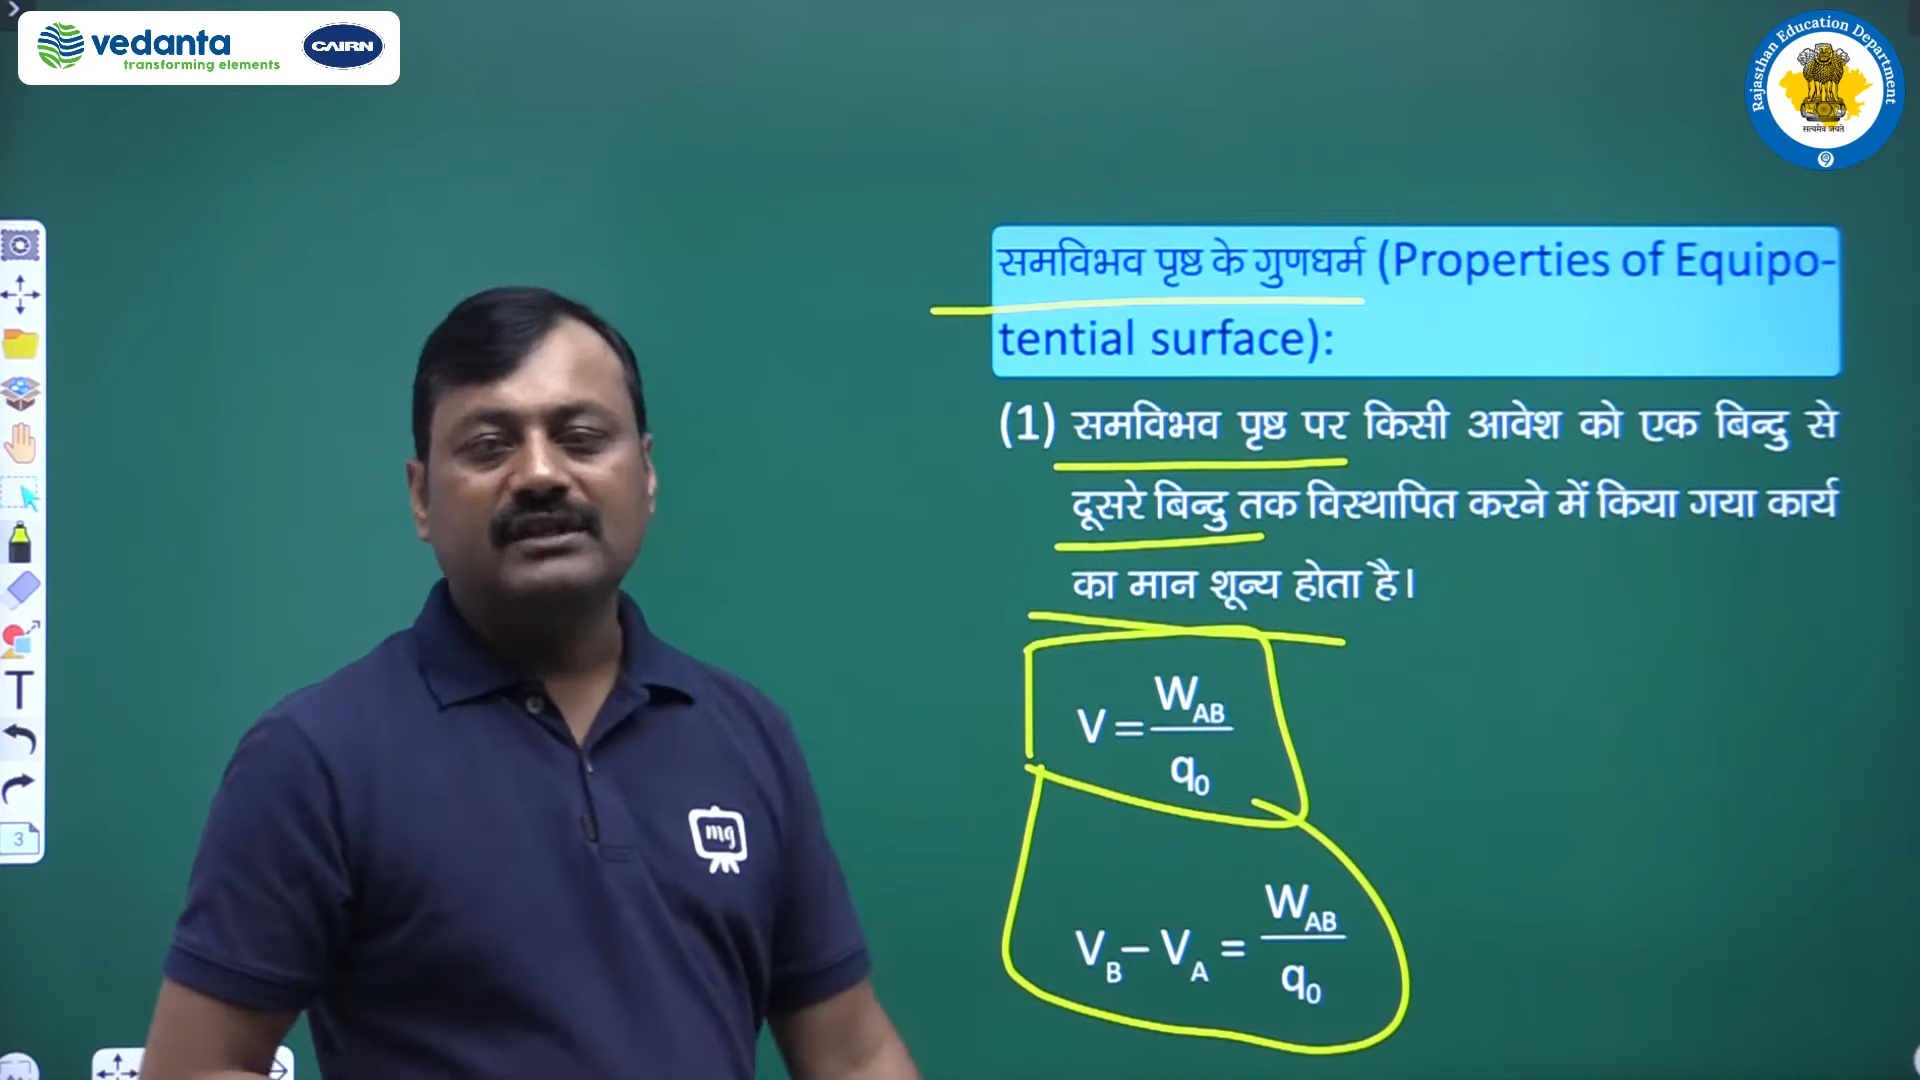 vedanta
transforming elements
CAIRN
Rajasthan Education Department
सत्यमेव जयते
समविभव पृष्ठ के गुणधर्म (Properties of Equipo-
tential surface):
(1) समविभव पृष्ठ पर किसी आवेश को एक बिन्दु से
दूसरे बिन्दु तक विस्थापित करने में किया गया कार्य
का मान शून्य होता है।
V = W_AB / q_0
V_B – V_A = W_AB / q_0
mg
T
3